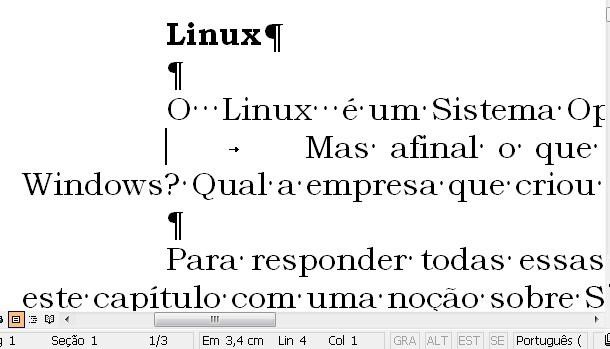 Linux¶
¶
O···Linux···é·um·Sistema·Op
→ Mas· afinal· o· que·
Windows?·Qual·a·empresa·que·criou·
¶
Para· responder· todas· essas
este·capítulo·com·uma·noção·sobre·S
1 Seção 1 1/3 Em 3,4 cm Lin 4 Col 1 GRA ALT EST SE Português (